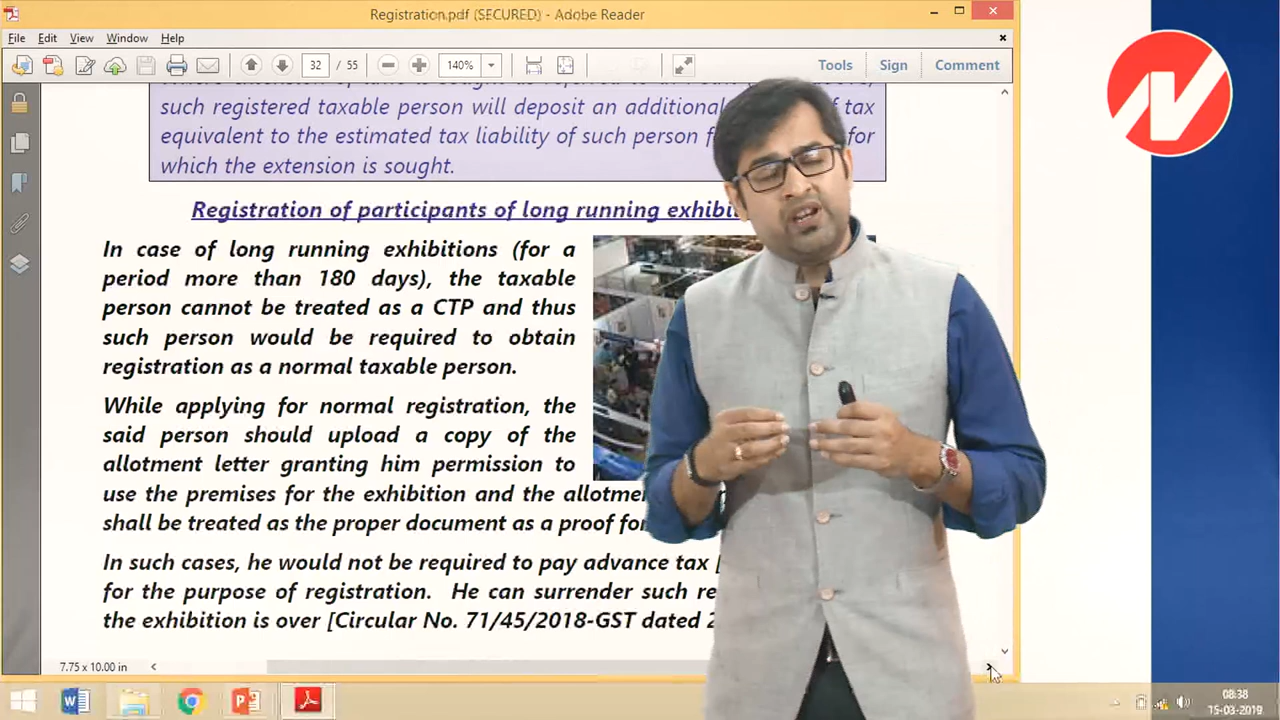 Registration.pdf (SECURED) - Adobe Reader
File Edit View Window Help
32 / 55 140% Tools Sign Comment
such registered taxable person will deposit an additional of tax
equivalent to the estimated tax liability of such person for
which the extension is sought.
Registration of participants of long running
In case of long running exhibitions (for a
period more than 180 days), the taxable
person cannot be treated as a CTP and thus
such person would be required to obtain
registration as a normal taxable person.
While applying for normal registration, the
said person should upload a copy of the
allotment letter granting him permission to
use the premises for the exhibition and the
shall be treated as the proper document as a proof
In such cases, he would not be required to pay advance tax [
for the purpose of registration. He can surrender such
the exhibition is over [Circular No. 71/45/2018-GST dated
7.75 x 10.00 in
08:38
15-03-2019